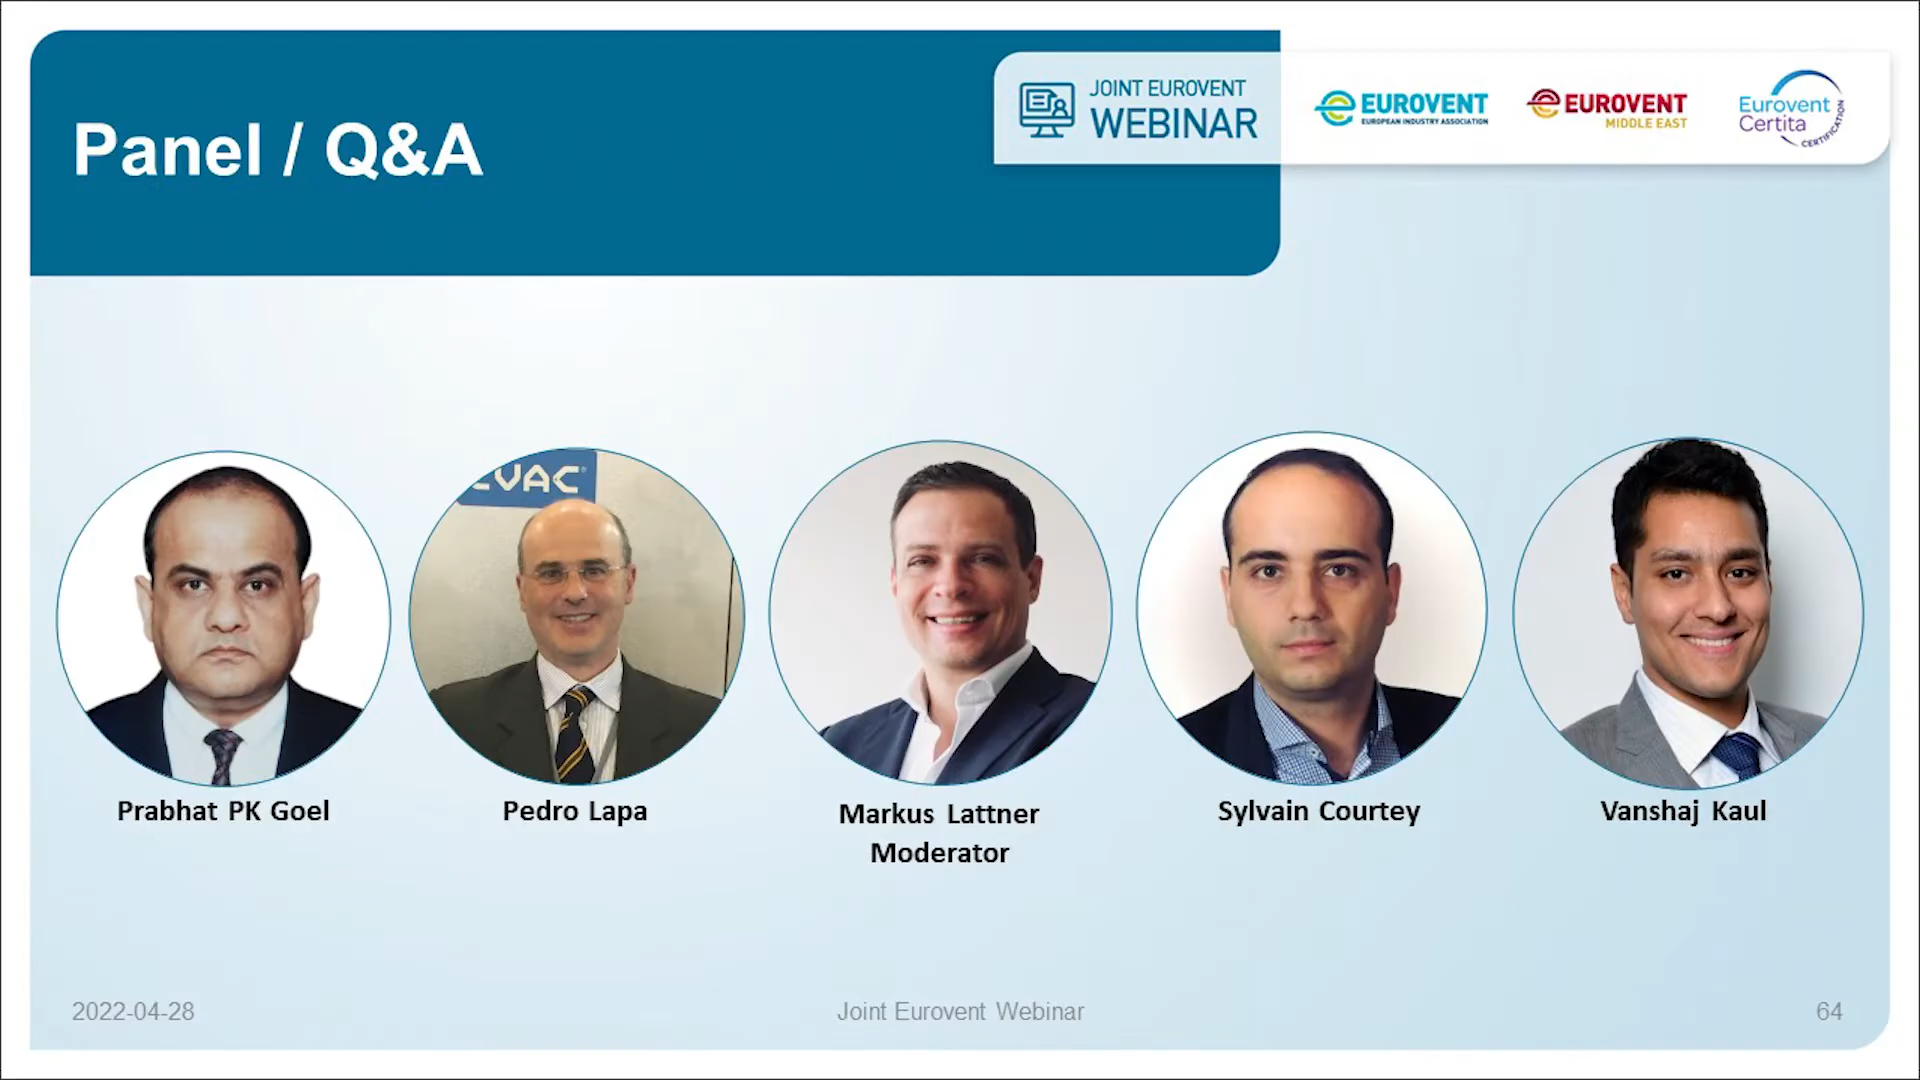 Panel / Q&A
JOINT EUROVENT
WEBINAR
EUROVENT
EUROPEAN INDUSTRY ASSOCIATION
EUROVENT
MIDDLE EAST
Eurovent
Certita
CERTIFICATION
VAC
Prabhat PK Goel
Pedro Lapa
Markus Lattner
Moderator
Sylvain Courtey
Vanshaj Kaul
2022-04-28
Joint Eurovent Webinar
64